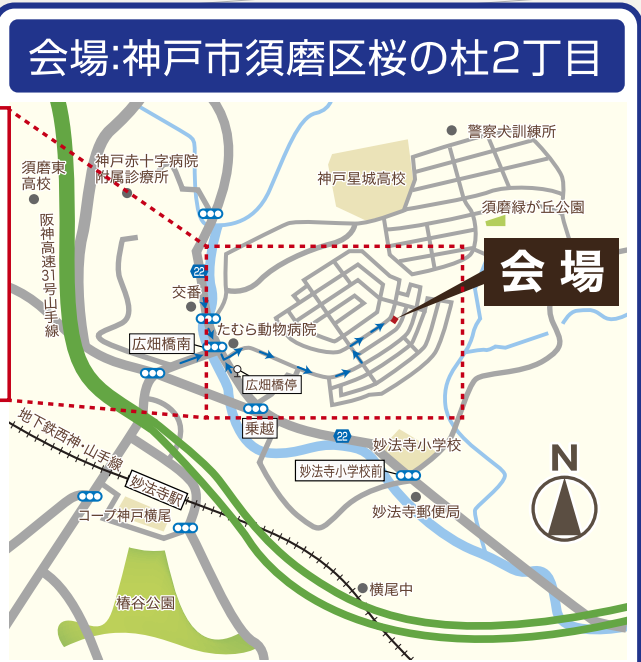 会場:神戸市須磨区桜の杜2丁目
警察犬訓練所
神戸赤十字病院
附属診療所
須磨東
高校
神戸星城高校
須磨緑が丘公園
阪神高速31号山手線
会場
22
交番
たむら動物病院
広畑橋南
広畑橋停
乗越
22
妙法寺小学校
地下鉄西神・山手線
妙法寺小学校前
妙法寺駅
妙法寺郵便局
コープ神戸横尾
N
横尾中
椿谷公園